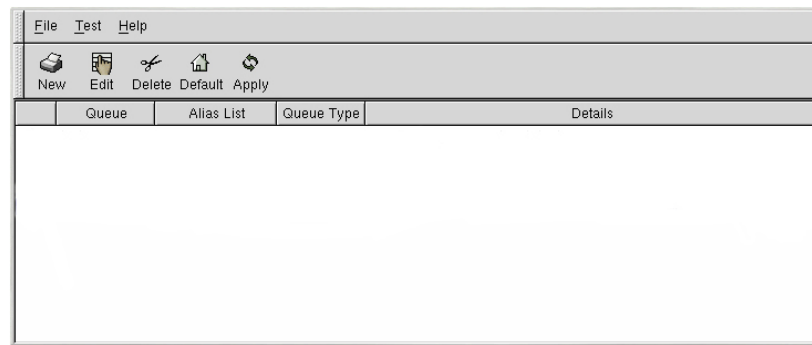 File Test Help
New Edit Delete Default Apply
Queue Alias List Queue Type Details